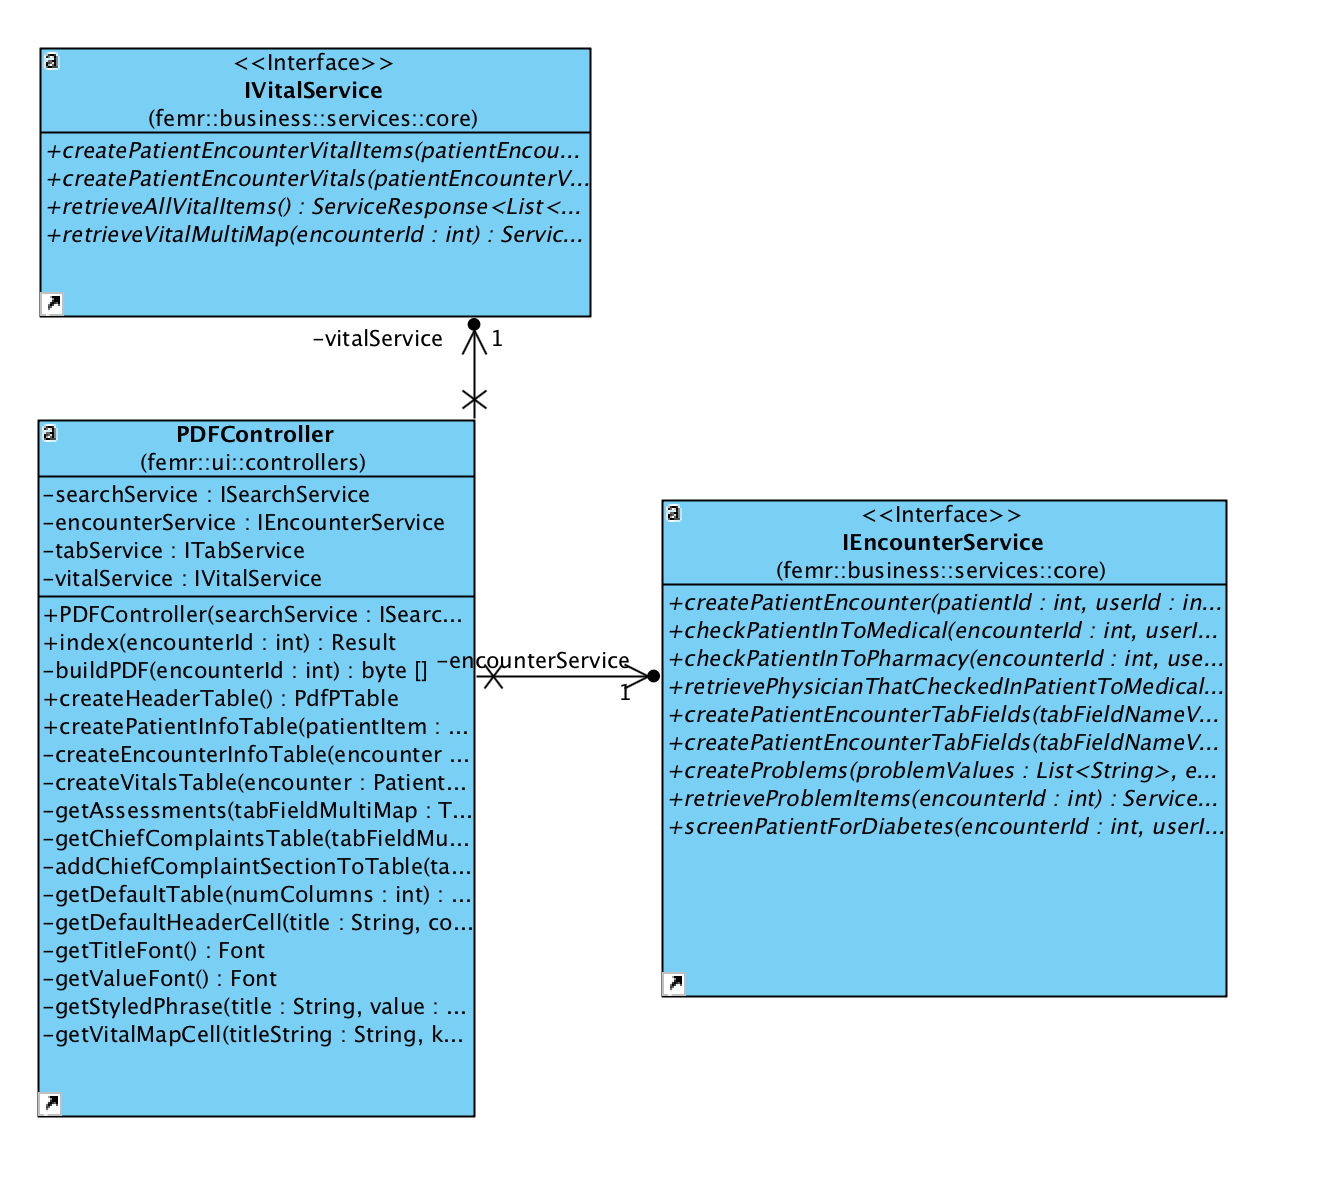 a
<<Interface>>
IVitalService
(femr::business::services::core)
+createPatientEncounterVitalItems(patientEncou...
+createPatientEncounterVitals(patientEncounterV...
+retrieveAllVitalItems() : ServiceResponse<List<...
+retrieveVitalMultiMap(encounterId : int) : Servic...
-vitalService
1
a
PDFController
(femr::ui::controllers)
-searchService : ISearchService
-encounterService : IEncounterService
-tabService : ITabService
-vitalService : IVitalService
+PDFController(searchService : ISearc...
+index(encounterId : int) : Result
-buildPDF(encounterId : int) : byte []
+createHeaderTable() : PdfPTable
+createPatientInfoTable(patientItem : ...
-createEncounterInfoTable(encounter ...
-createVitalsTable(encounter : Patient...
-getAssessments(tabFieldMultiMap : T...
-getChiefComplaintsTable(tabFieldMu...
-addChiefComplaintSectionToTable(ta...
-getDefaultTable(numColumns : int) : ...
-getDefaultHeaderCell(title : String, co...
-getTitleFont() : Font
-getValueFont() : Font
-getStyledPhrase(title : String, value : ...
-getVitalMapCell(titleString : String, k...
-encounterService
1
a
<<Interface>>
IEncounterService
(femr::business::services::core)
+createPatientEncounter(patientId : int, userId : in...
+checkPatientInToMedical(encounterId : int, userI...
+checkPatientInToPharmacy(encounterId : int, use...
+retrievePhysicianThatCheckedInPatientToMedical...
+createPatientEncounterTabFields(tabFieldNameV...
+createPatientEncounterTabFields(tabFieldNameV...
+createProblems(problemValues : List<String>, e...
+retrieveProblemItems(encounterId : int) : Service...
+screenPatientForDiabetes(encounterId : int, userI...